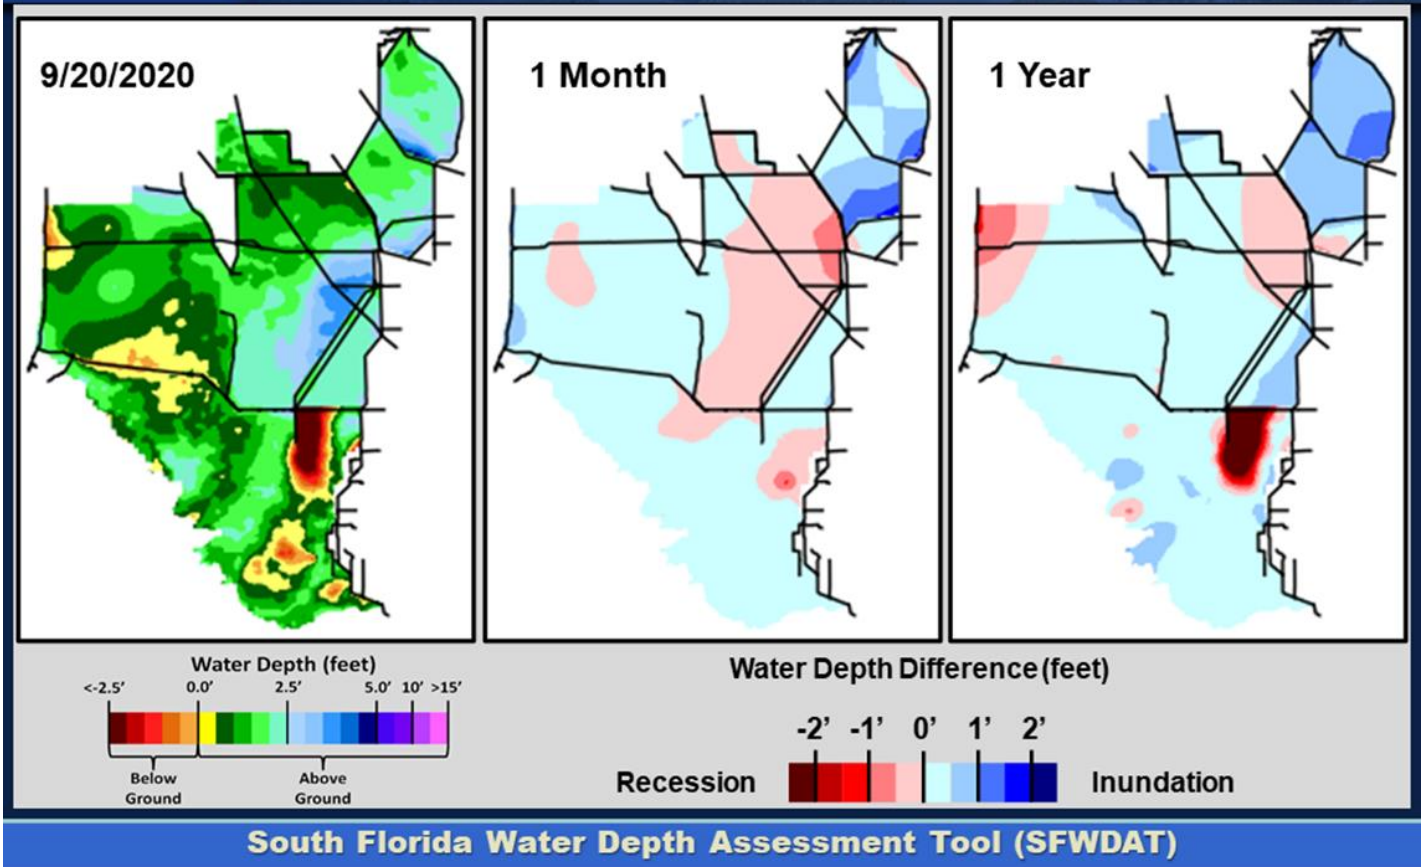 9/20/2020
1 Month
1 Year
Water Depth (feet)
<-2.5’ 0.0’ 2.5’ 5.0’ 10’ >15’
Below
Ground
Above
Ground
Water Depth Difference (feet)
-2’ -1’ 0’ 1’ 2’
Recession
Inundation
South Florida Water Depth Assessment Tool (SFWDAT)